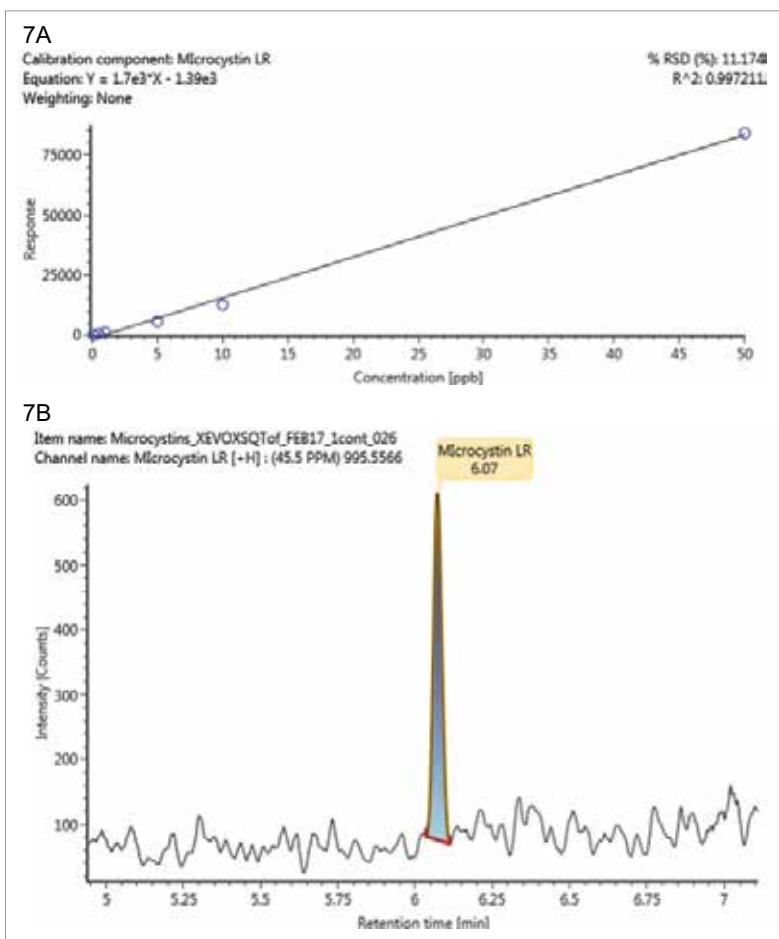 7A
Calibration component: MIcrocystin LR
% RSD (%): 11.174
Equation: Y = 1.7e3*X - 1.39e3
R^2: 0.997211
Weighting: None
75000
50000
25000
0
Response
0 5 10 15 20 25 30 35 40 45 50
Concentration [ppb]
7B
Item name: Microcystins_XEVOXSQTof_FEB17_1cont_026
Channel name: MIcrocystin LR [+H] : (45.5 PPM) 995.5566
MIcrocystin LR
6.07
600
500
400
300
200
100
Intensity [Counts]
5 5.25 5.5 5.75 6 6.25 6.5 6.75 7
Retention time [min]